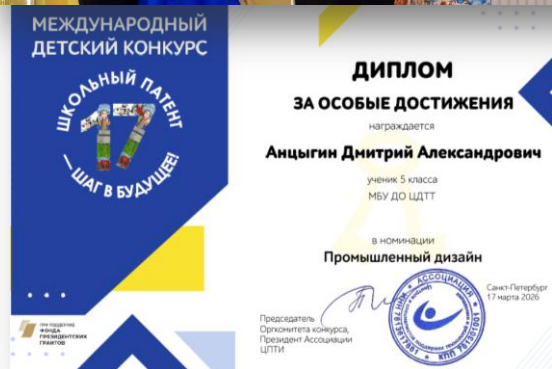 МЕЖДУНАРОДНЫЙ
ДЕТСКИЙ КОНКУРС
ШКОЛЬНЫЙ ПАТЕНТ
17
— ШАГ В БУДУЩЕЕ!
ПРИ ПОДДЕРЖКЕ
ФОНДА
ПРЕЗИДЕНТСКИХ
ГРАНТОВ
ДИПЛОМ
ЗА ОСОБЫЕ ДОСТИЖЕНИЯ
награждается
Анцыгин Дмитрий Александрович
ученик 5 класса
МБУ ДО ЦДТТ
в номинации
Промышленный дизайн
Санкт-Петербург
17 марта 2026
Председатель
Оргкомитета конкурса,
Президент Ассоциации
ЦПТИ
АССОЦИАЦИЯ